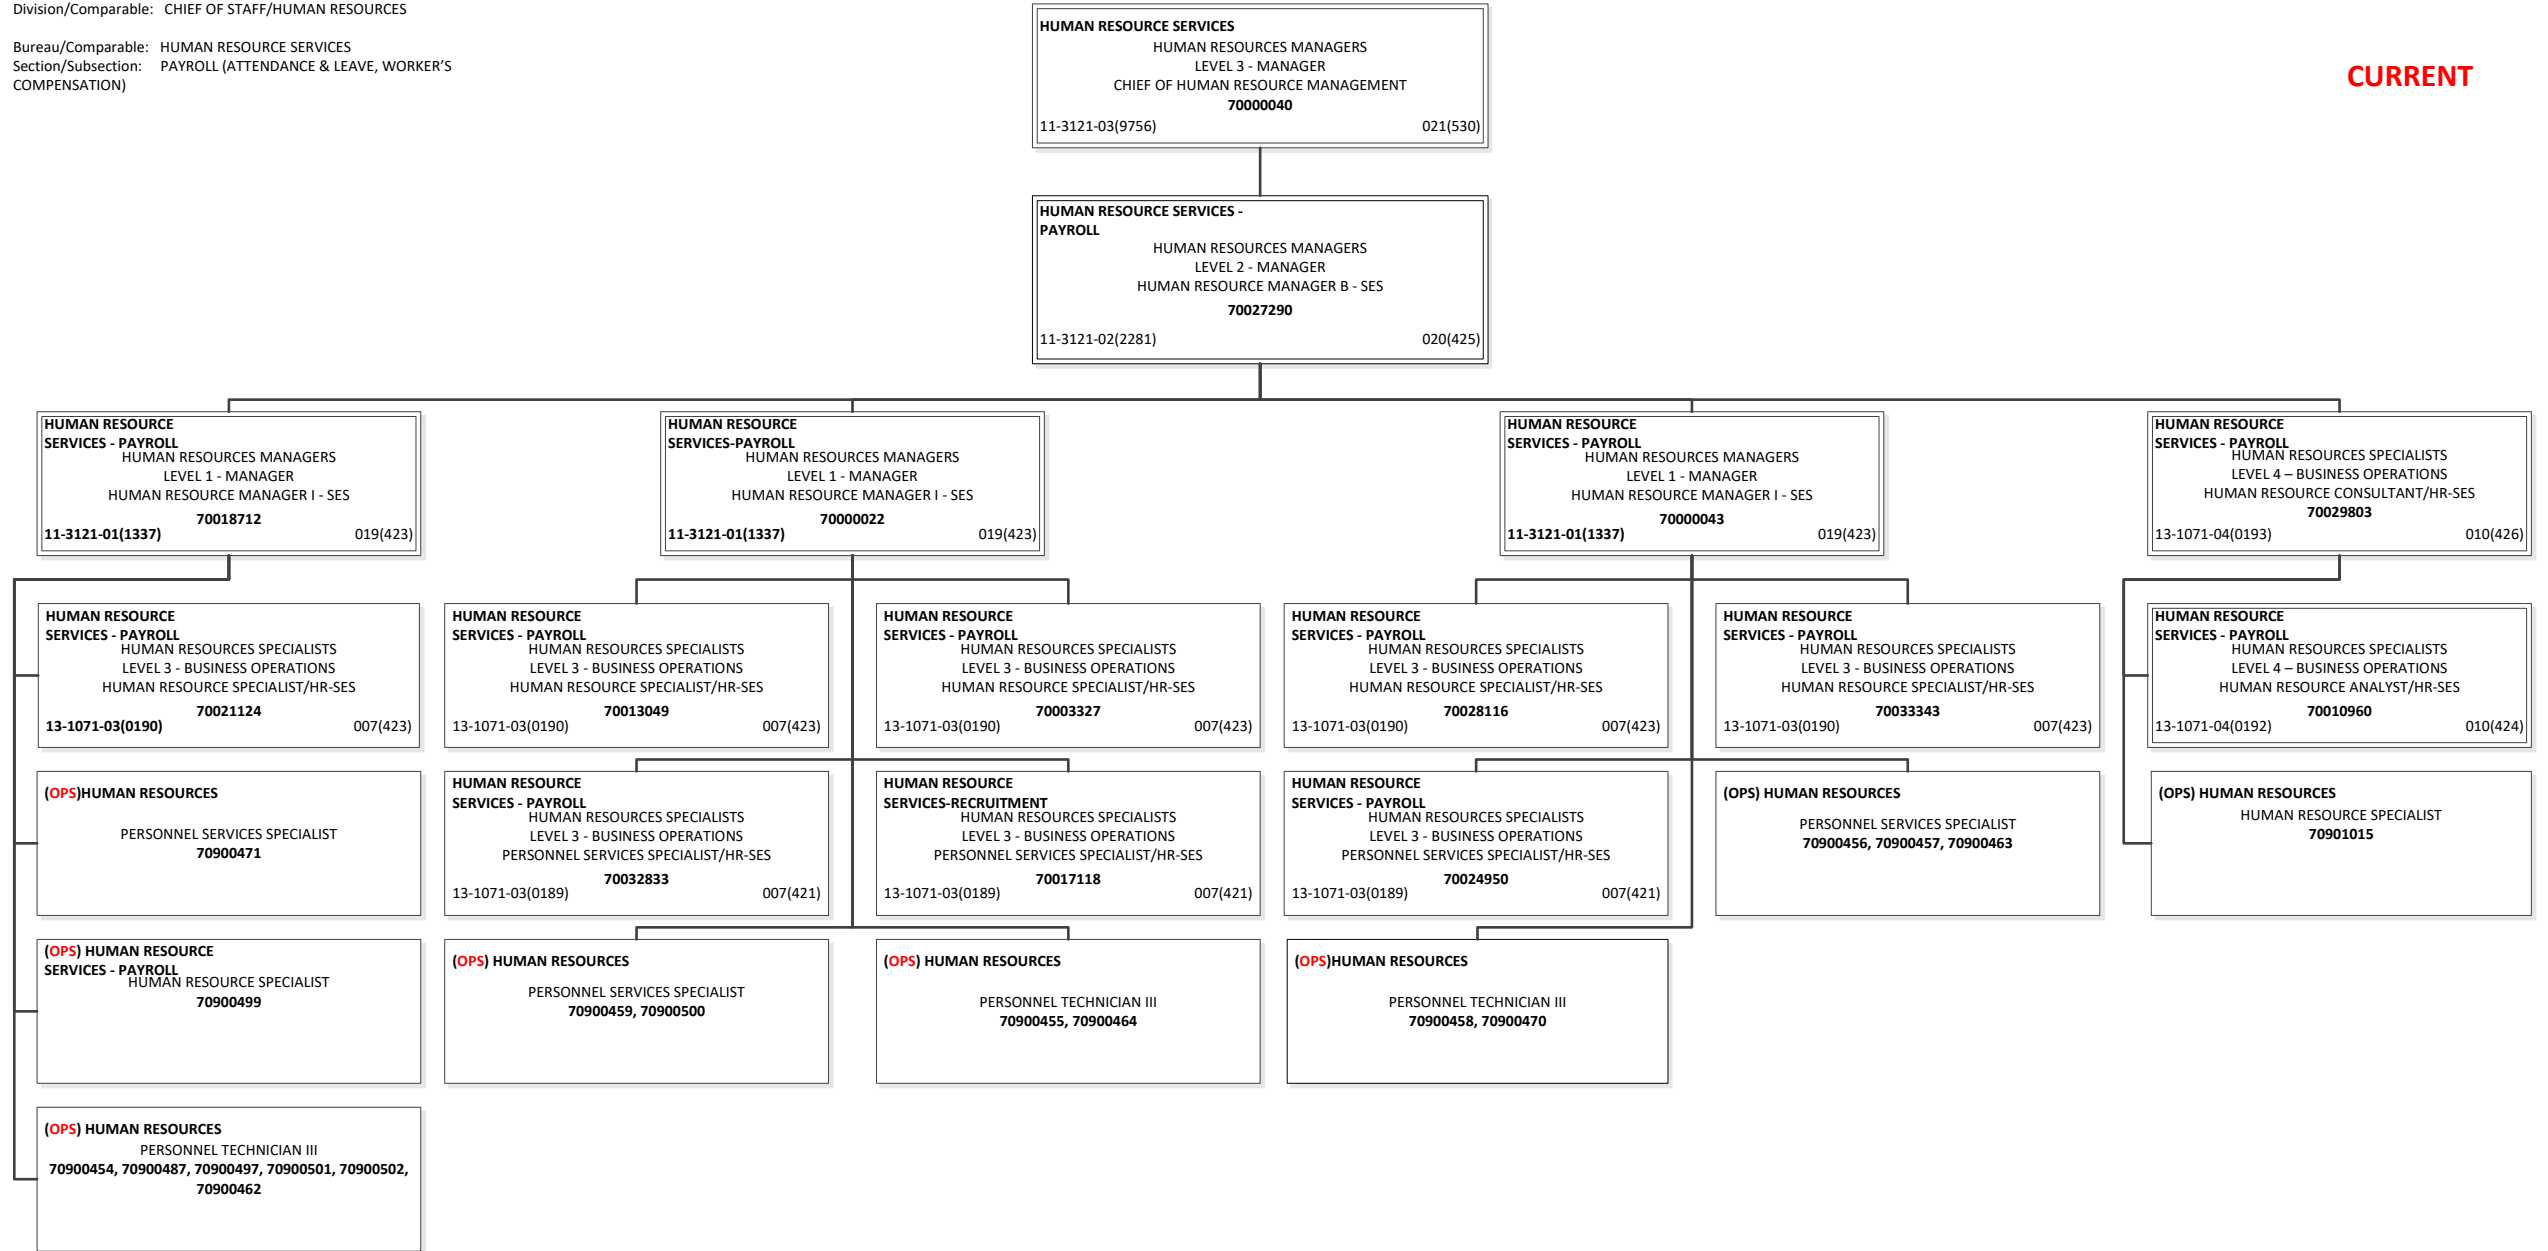 Division/Comparable: CHIEF OF STAFF/HUMAN RESOURCES
Bureau/Comparable: HUMAN RESOURCE SERVICES
Section/Subsection: PAYROLL (ATTENDANCE & LEAVE, WORKER'S
COMPENSATION)
CURRENT
HUMAN RESOURCE SERVICES
HUMAN RESOURCES MANAGERS
LEVEL 3 - MANAGER
CHIEF OF HUMAN RESOURCE MANAGEMENT
70000040
11-3121-03(9756) 021(530)
HUMAN RESOURCE SERVICES -
PAYROLL
HUMAN RESOURCES MANAGERS
LEVEL 2 - MANAGER
HUMAN RESOURCE MANAGER B - SES
70027290
11-3121-02(2281) 020(425)
HUMAN RESOURCE
SERVICES - PAYROLL
HUMAN RESOURCES MANAGERS
LEVEL 1 - MANAGER
HUMAN RESOURCE MANAGER I - SES
70018712
11-3121-01(1337) 019(423)
HUMAN RESOURCE
SERVICES-PAYROLL
HUMAN RESOURCES MANAGERS
LEVEL 1 - MANAGER
HUMAN RESOURCE MANAGER I - SES
70000022
11-3121-01(1337) 019(423)
HUMAN RESOURCE
SERVICES - PAYROLL
HUMAN RESOURCES MANAGERS
LEVEL 1 - MANAGER
HUMAN RESOURCE MANAGER I - SES
70000043
11-3121-01(1337) 019(423)
HUMAN RESOURCE
SERVICES - PAYROLL
HUMAN RESOURCES SPECIALISTS
LEVEL 4 – BUSINESS OPERATIONS
HUMAN RESOURCE CONSULTANT/HR-SES
70029803
13-1071-04(0193) 010(426)
HUMAN RESOURCE
SERVICES - PAYROLL
HUMAN RESOURCES SPECIALISTS
LEVEL 3 - BUSINESS OPERATIONS
HUMAN RESOURCE SPECIALIST/HR-SES
70021124
13-1071-03(0190) 007(423)
HUMAN RESOURCE
SERVICES - PAYROLL
HUMAN RESOURCES SPECIALISTS
LEVEL 3 - BUSINESS OPERATIONS
HUMAN RESOURCE SPECIALIST/HR-SES
70013049
13-1071-03(0190) 007(423)
HUMAN RESOURCE
SERVICES - PAYROLL
HUMAN RESOURCES SPECIALISTS
LEVEL 3 - BUSINESS OPERATIONS
HUMAN RESOURCE SPECIALIST/HR-SES
70003327
13-1071-03(0190) 007(423)
HUMAN RESOURCE
SERVICES - PAYROLL
HUMAN RESOURCES SPECIALISTS
LEVEL 3 - BUSINESS OPERATIONS
HUMAN RESOURCE SPECIALIST/HR-SES
70028116
13-1071-03(0190) 007(423)
HUMAN RESOURCE
SERVICES - PAYROLL
HUMAN RESOURCES SPECIALISTS
LEVEL 3 - BUSINESS OPERATIONS
HUMAN RESOURCE SPECIALIST/HR-SES
70033343
13-1071-03(0190) 007(423)
HUMAN RESOURCE
SERVICES - PAYROLL
HUMAN RESOURCES SPECIALISTS
LEVEL 4 – BUSINESS OPERATIONS
HUMAN RESOURCE ANALYST/HR-SES
70010960
13-1071-04(0192) 010(424)
(OPS)HUMAN RESOURCES
PERSONNEL SERVICES SPECIALIST
70900471
HUMAN RESOURCE
SERVICES - PAYROLL
HUMAN RESOURCES SPECIALISTS
LEVEL 3 - BUSINESS OPERATIONS
PERSONNEL SERVICES SPECIALIST/HR-SES
70032833
13-1071-03(0189) 007(421)
HUMAN RESOURCE
SERVICES-RECRUITMENT
HUMAN RESOURCES SPECIALISTS
LEVEL 3 - BUSINESS OPERATIONS
PERSONNEL SERVICES SPECIALIST/HR-SES
70017118
13-1071-03(0189) 007(421)
HUMAN RESOURCE
SERVICES - PAYROLL
HUMAN RESOURCES SPECIALISTS
LEVEL 3 - BUSINESS OPERATIONS
PERSONNEL SERVICES SPECIALIST/HR-SES
70024950
13-1071-03(0189) 007(421)
(OPS) HUMAN RESOURCES
PERSONNEL SERVICES SPECIALIST
70900456, 70900457, 70900463
(OPS) HUMAN RESOURCES
HUMAN RESOURCE SPECIALIST
70901015
(OPS) HUMAN RESOURCE
SERVICES - PAYROLL
HUMAN RESOURCE SPECIALIST
70900499
(OPS) HUMAN RESOURCES
PERSONNEL SERVICES SPECIALIST
70900459, 70900500
(OPS) HUMAN RESOURCES
PERSONNEL TECHNICIAN III
70900455, 70900464
(OPS)HUMAN RESOURCES
PERSONNEL TECHNICIAN III
70900458, 70900470
(OPS) HUMAN RESOURCES
PERSONNEL TECHNICIAN III
70900454, 70900487, 70900497, 70900501, 70900502,
70900462